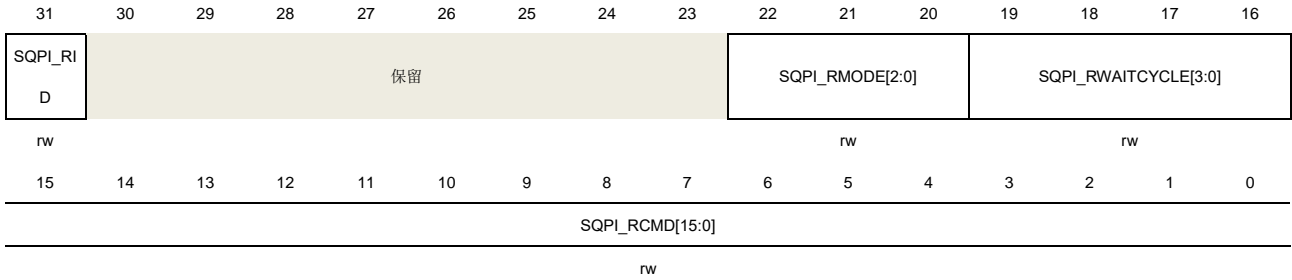 31 30 29 28 27 26 25 24 23 22 21 20 19 18 17 16
SQPI_RI
D
保留
SQPI_RMODE[2:0]
SQPI_RWAITCYCLE[3:0]
rw rw rw
15 14 13 12 11 10 9 8 7 6 5 4 3 2 1 0
SQPI_RCMD[15:0]
rw